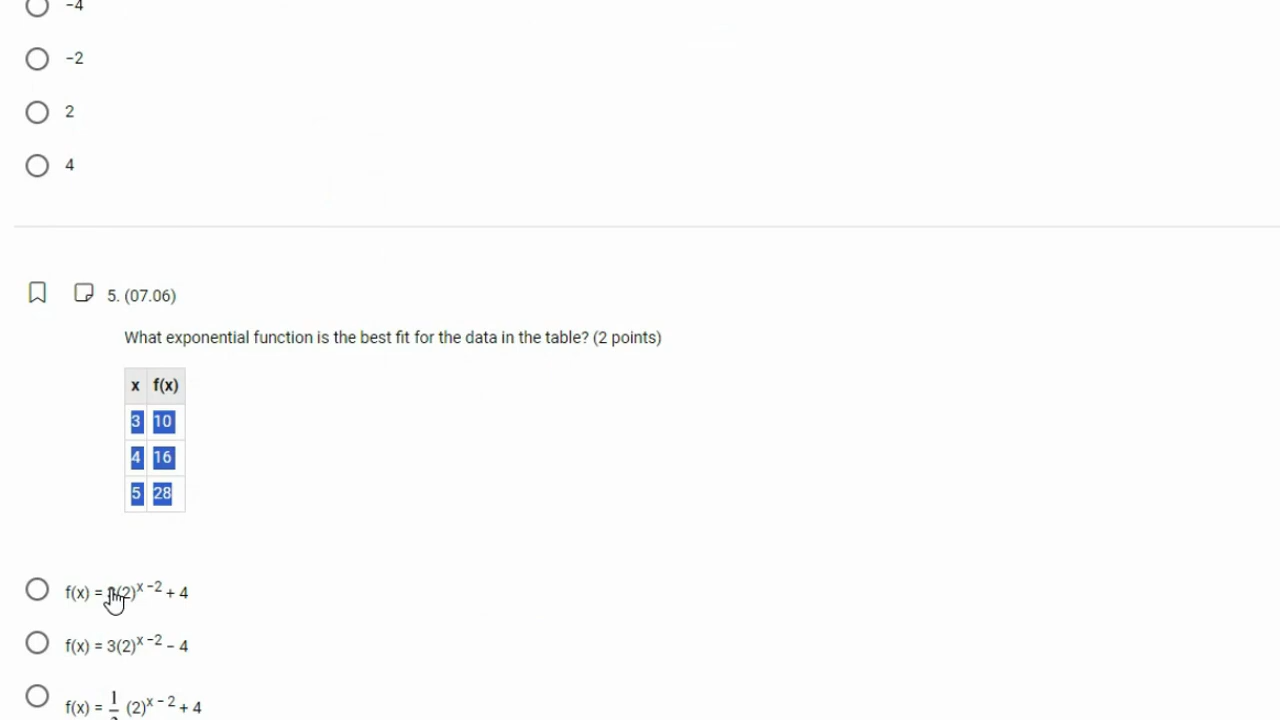 -4
-2
2
4
5. (07.06)
What exponential function is the best fit for the data in the table? (2 points)
x f(x)
3 10
4 16
5 28
f(x) = (2)x −2 + 4
f(x) = 3(2)x −2 − 4
f(x) = 1 (2)x − 2 + 4